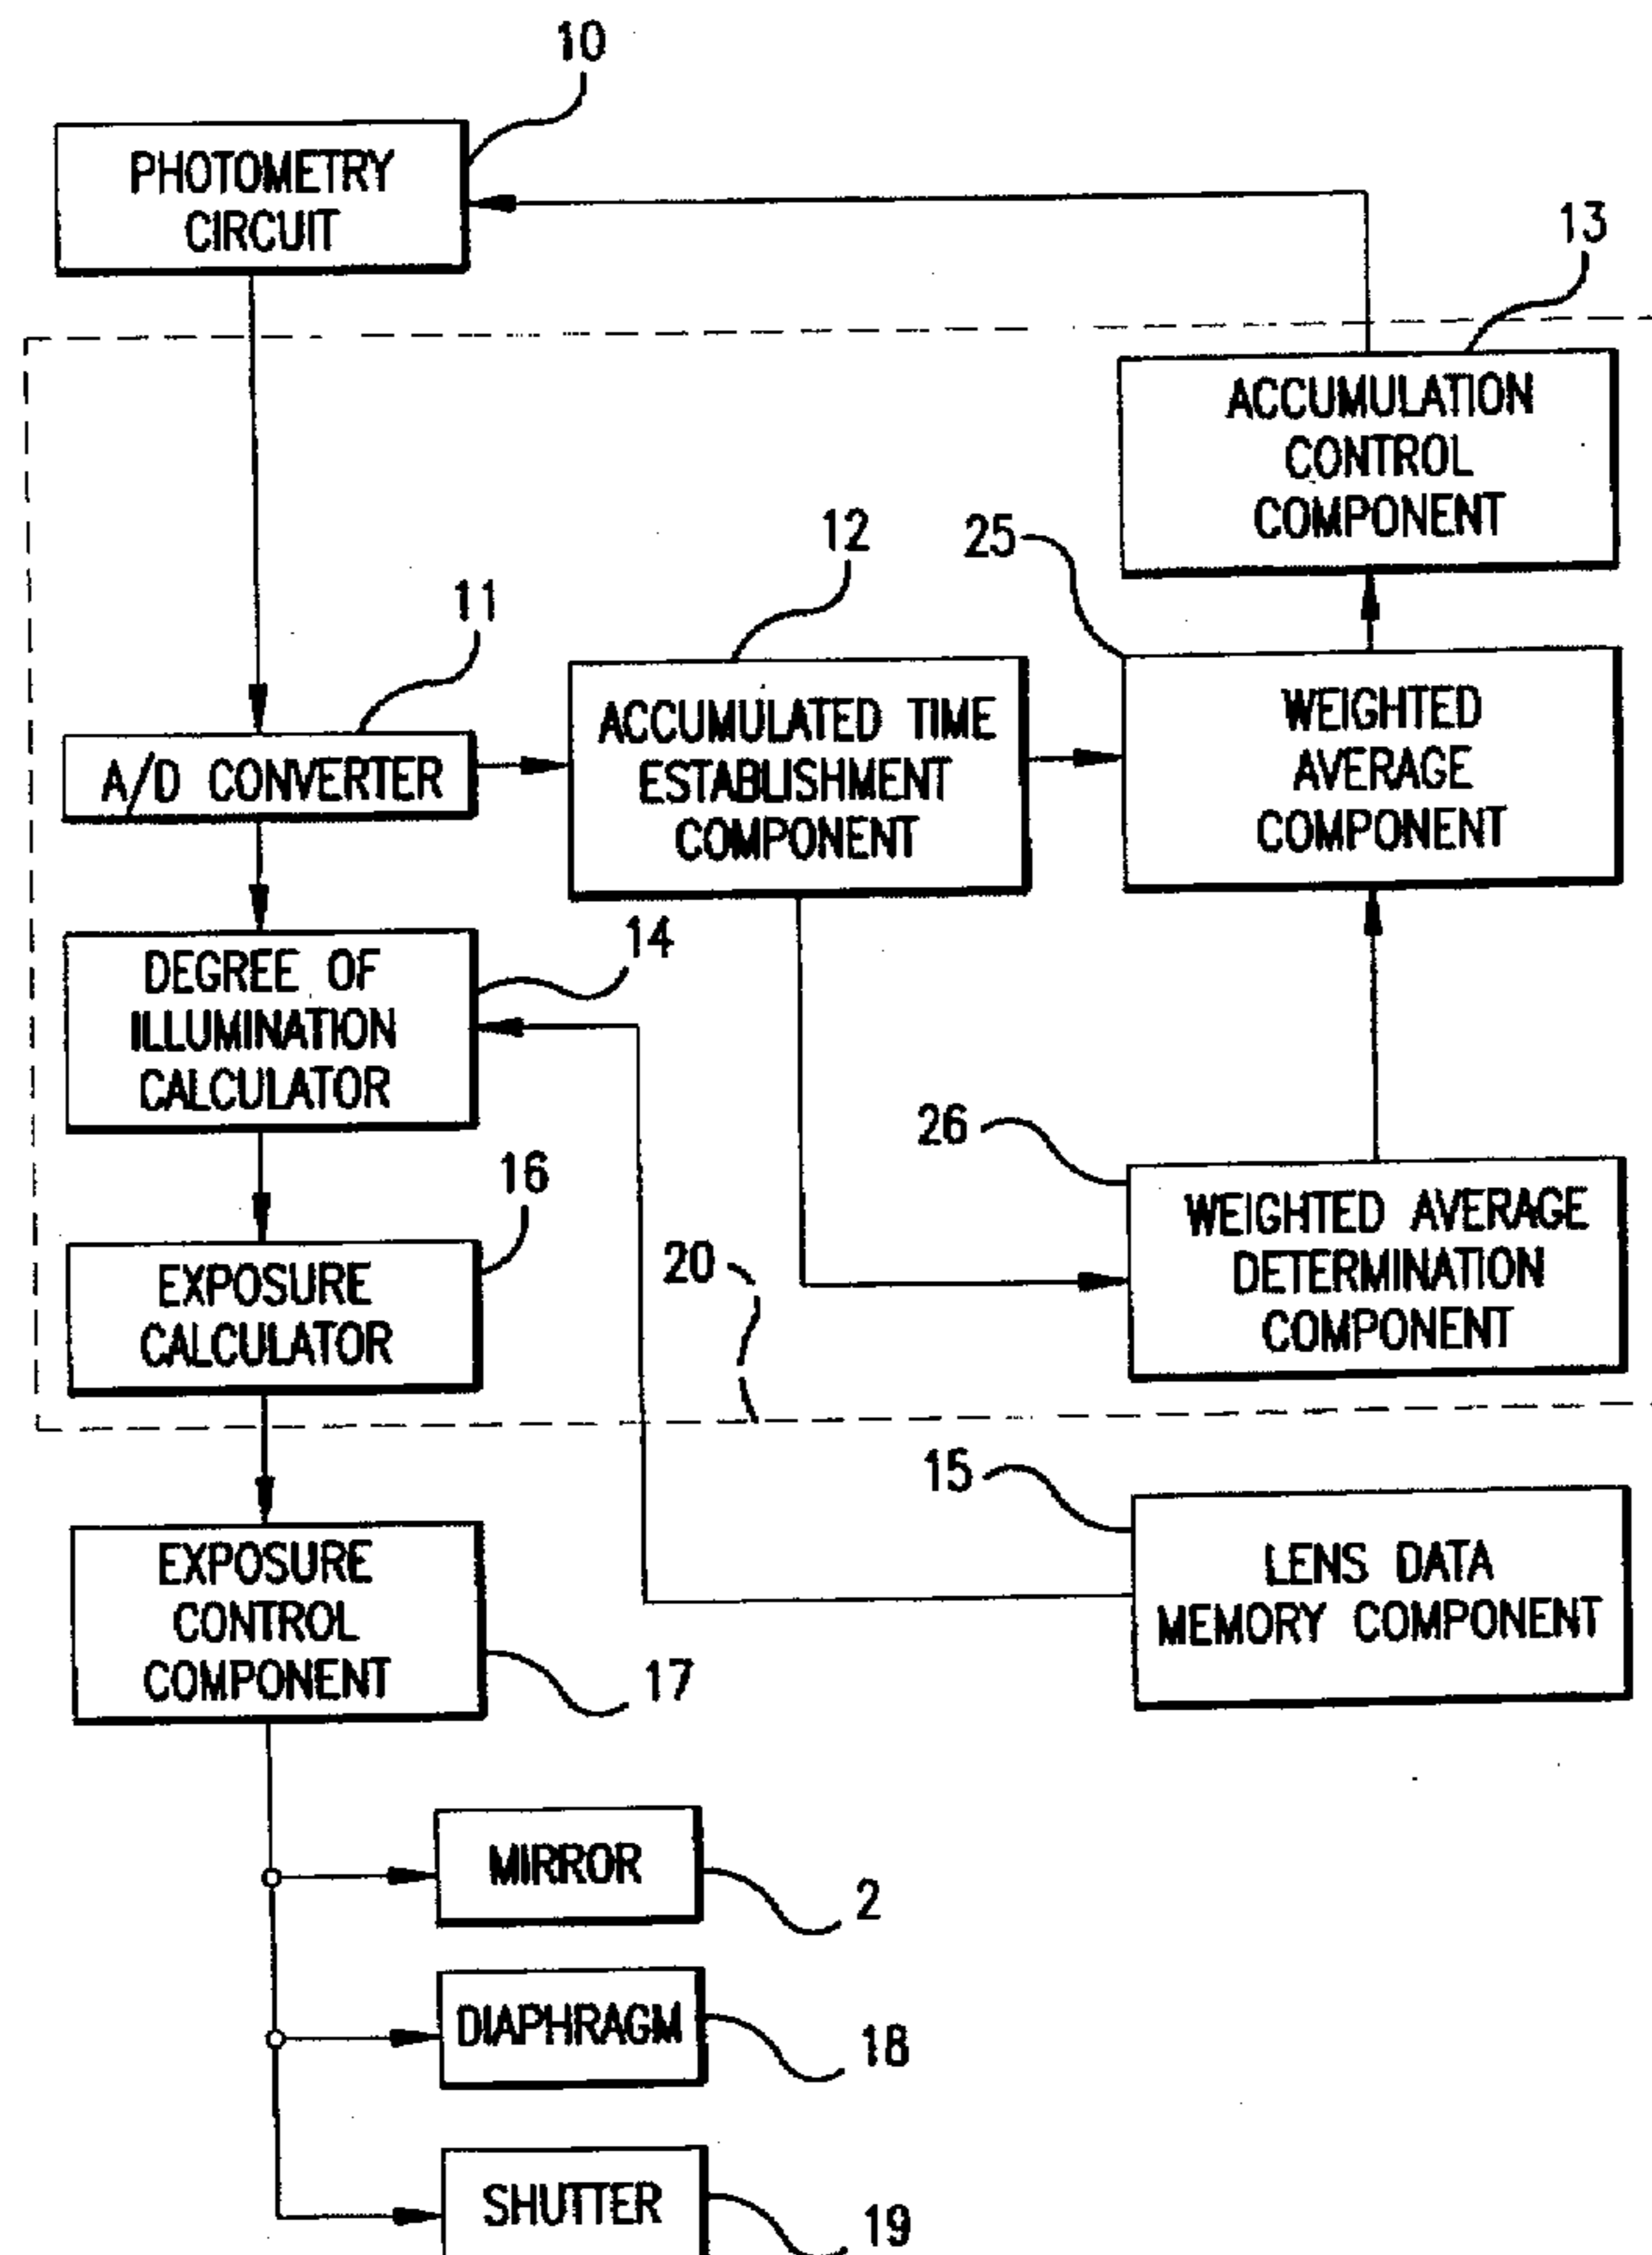 10
PHOTOMETRY
CIRCUIT
13
ACCUMULATION
CONTROL
COMPONENT
12
25
11
ACCUMULATED TIME
ESTABLISHMENT
COMPONENT
WEIGHTED
AVERAGE
COMPONENT
A/D CONVERTER
14
DEGREE OF
ILLUMINATION
CALCULATOR
26
16
WEIGHTED AVERAGE
DETERMINATION
COMPONENT
20
EXPOSURE
CALCULATOR
15
LENS DATA
MEMORY COMPONENT
EXPOSURE
CONTROL
COMPONENT
17
MIRROR
2
DIAPHRAGM
18
SHUTTER
19